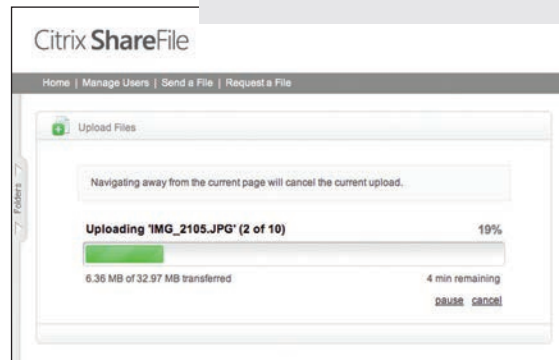 Citrix ShareFile
Home | Manage Users | Send a File | Request a File
Upload Files
Folders
Navigating away from the current page will cancel the current upload.
Uploading 'IMG_2105.JPG' (2 of 10) 19%
6.36 MB of 32.97 MB transferred 4 min remaining
pause cancel